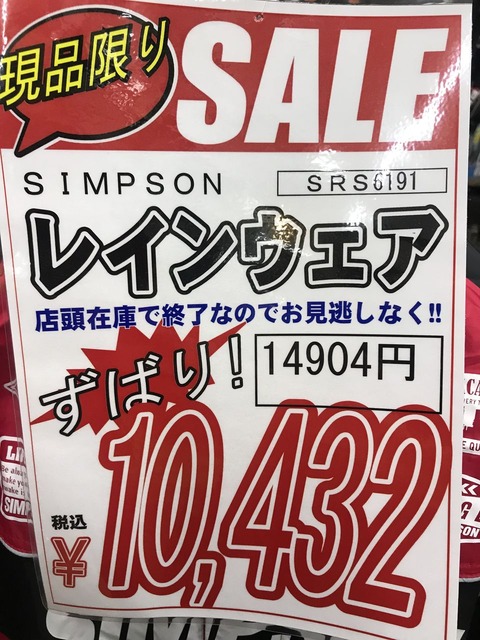 現品限り
SALE
SIMPSON
SRS6191
レインウェア
店頭在庫で終了なのでお見逃しなく!!
ずばり!
14904円
税込
¥10,432